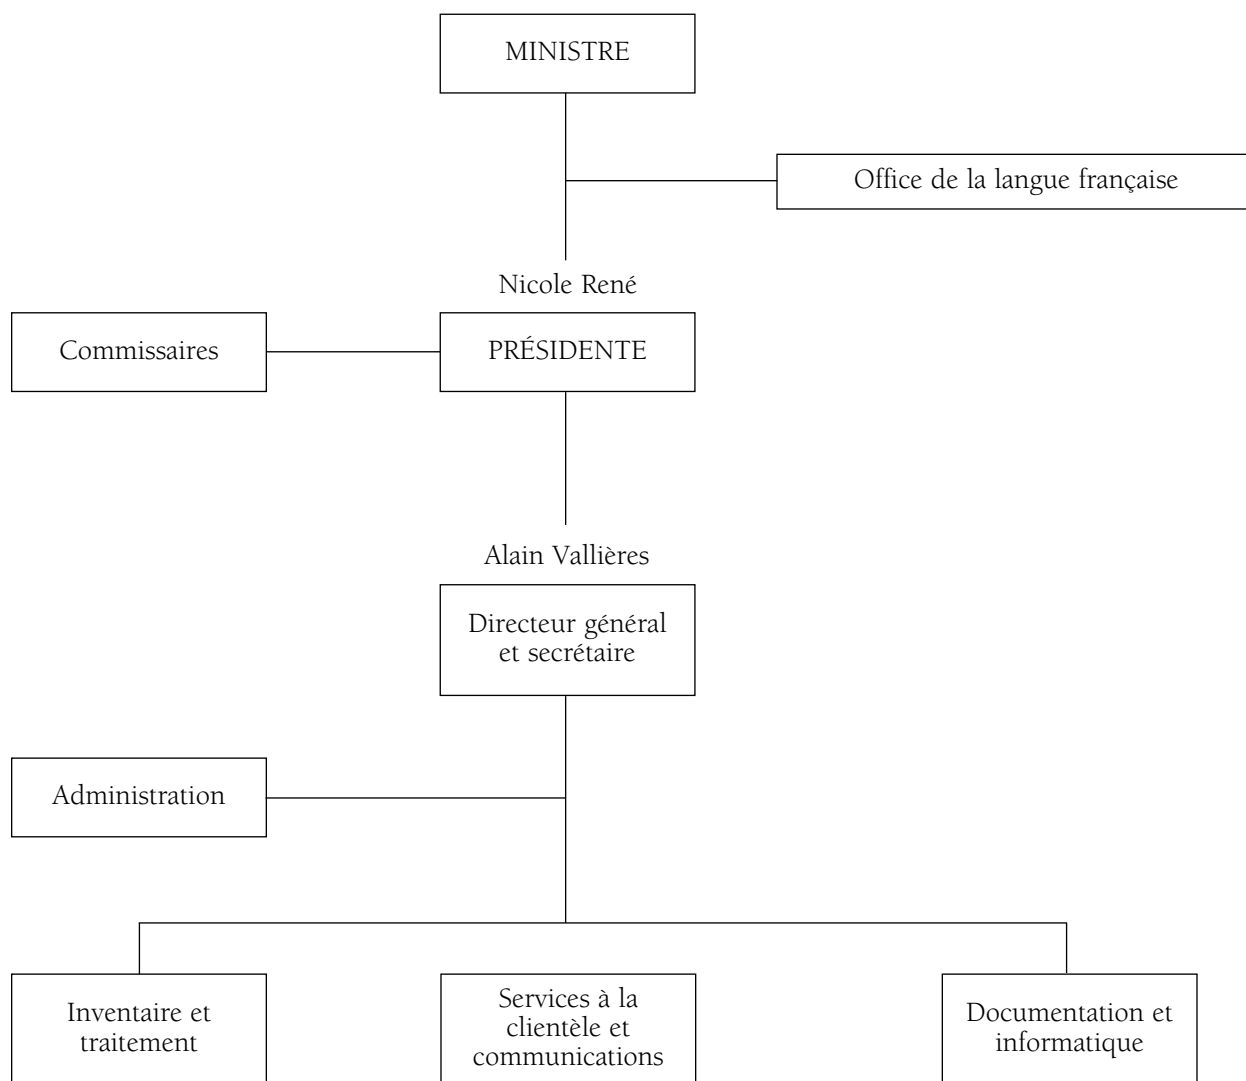 MINISTRE
Office de la langue française
Nicole René
Commissaires
PRÉSIDENTE
Alain Vallières
Directeur général
et secrétaire
Administration
Inventaire et
traitement
Services à la
clientèle et
communications
Documentation et
informatique